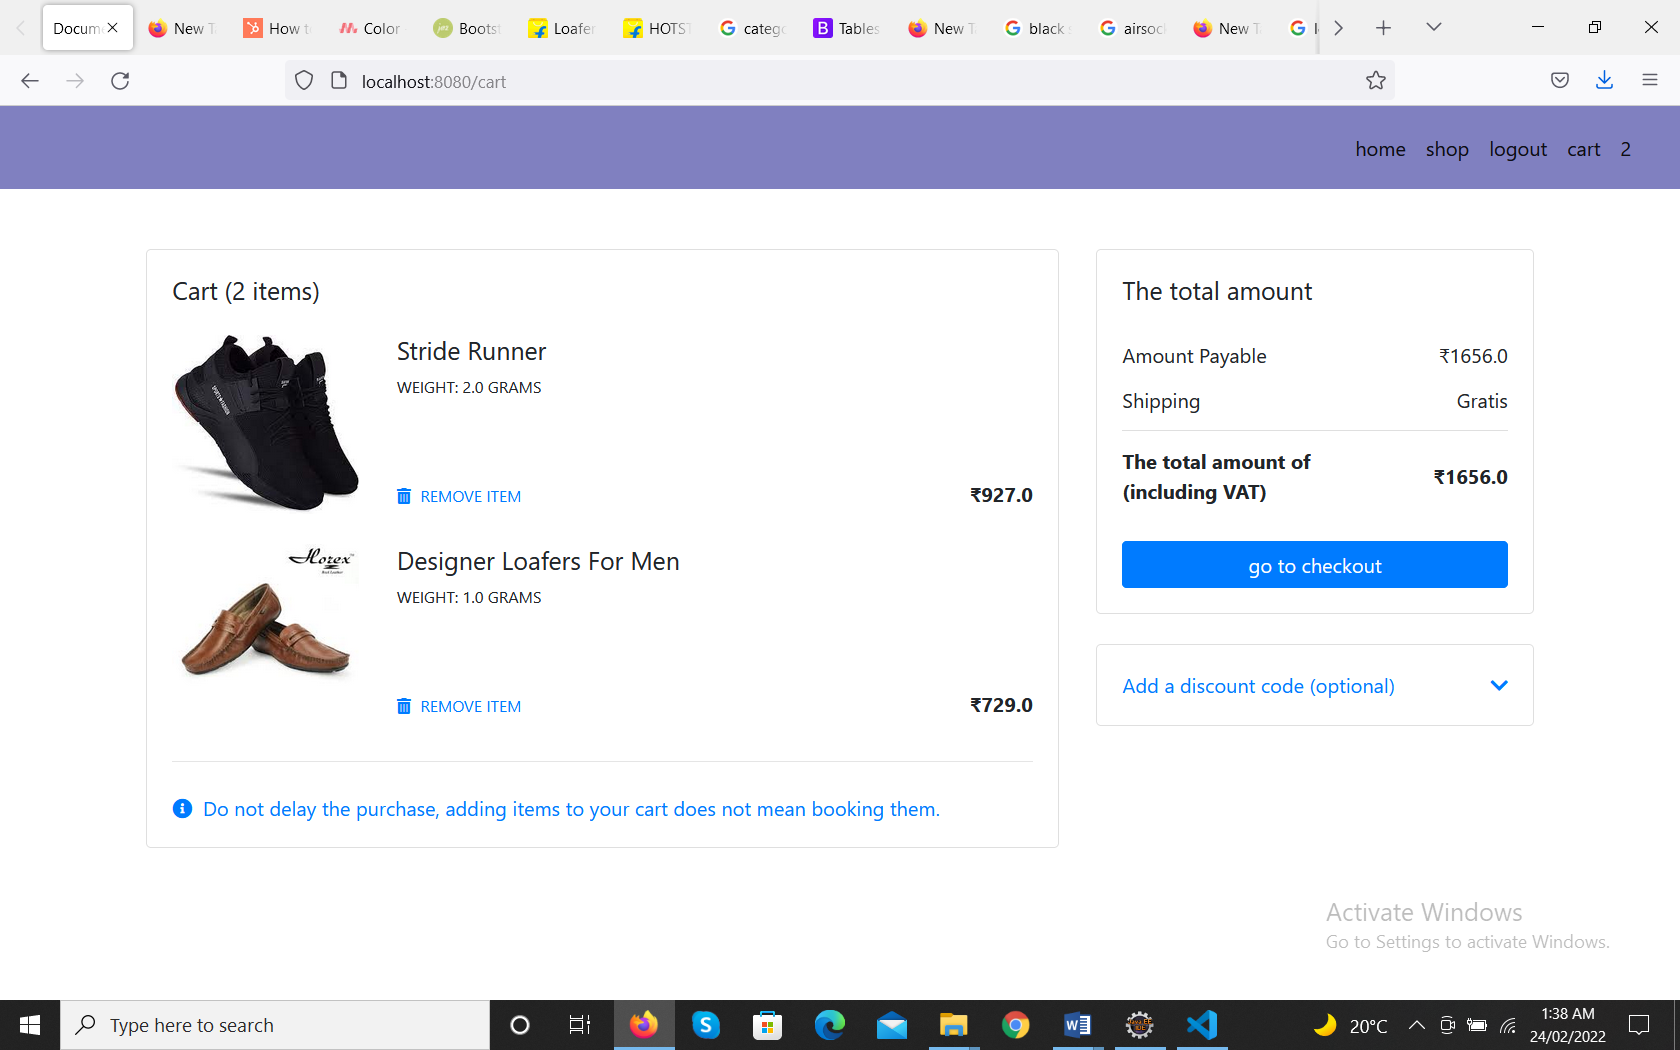 Docum
New T
How t
Color
Boots
Loafer
HOTST
catego
Tables
New T
black s
airsoc
New T
localhost:8080/cart
home shop logout cart 2
Cart (2 items)
Stride Runner
WEIGHT: 2.0 GRAMS
REMOVE ITEM ₹927.0
Horex
Designer Loafers For Men
WEIGHT: 1.0 GRAMS
REMOVE ITEM ₹729.0
Do not delay the purchase, adding items to your cart does not mean booking them.
The total amount
Amount Payable ₹1656.0
Shipping Gratis
The total amount of
(including VAT) ₹1656.0
go to checkout
Add a discount code (optional)
Activate Windows
Go to Settings to activate Windows.
Type here to search
20°C
1:38 AM
24/02/2022